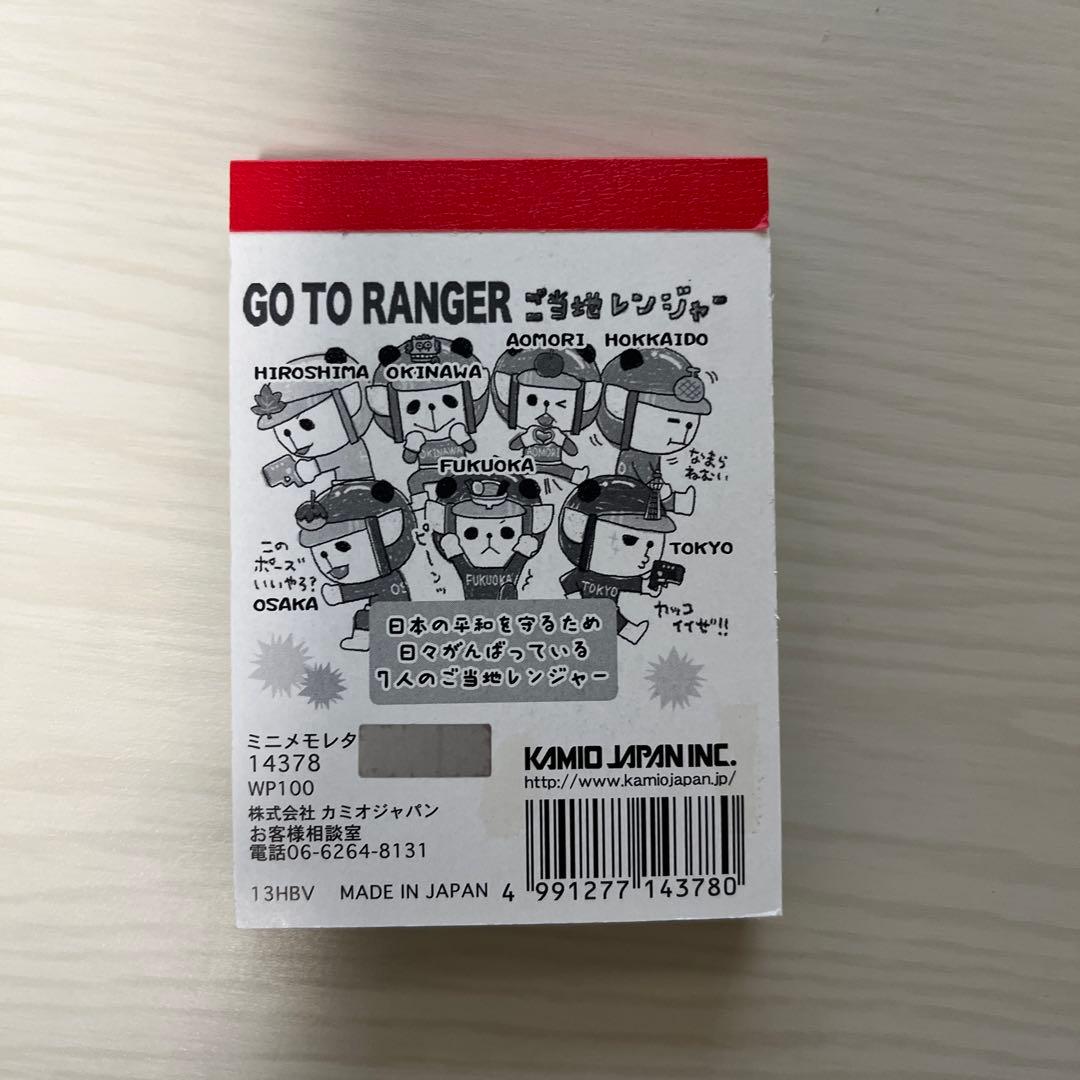 GO TO RANGER ご当地レンジャー
AOMORI HOKKAIDO
HIROSHIMA OKINAWA
OKINAWA
AOMORI
なまら
ねむい
FUKUOKA
この
ポーズ
いいやろ?
OSAKA
OS
ピーンッ
FUKUOKA
TOKYO
TOKYO
カッコ
イイゼ!!
日本の平和を守るため
日々がんばっている
7人のご当地レンジャー
ミニメモレタ
14378
WP100
株式会社 カミオジャパン
お客様相談室
電話06-6264-8131
13HBV MADE IN JAPAN
KAMIO JAPAN INC.
http://www.kamiojapan.jp/
4 991277 143780